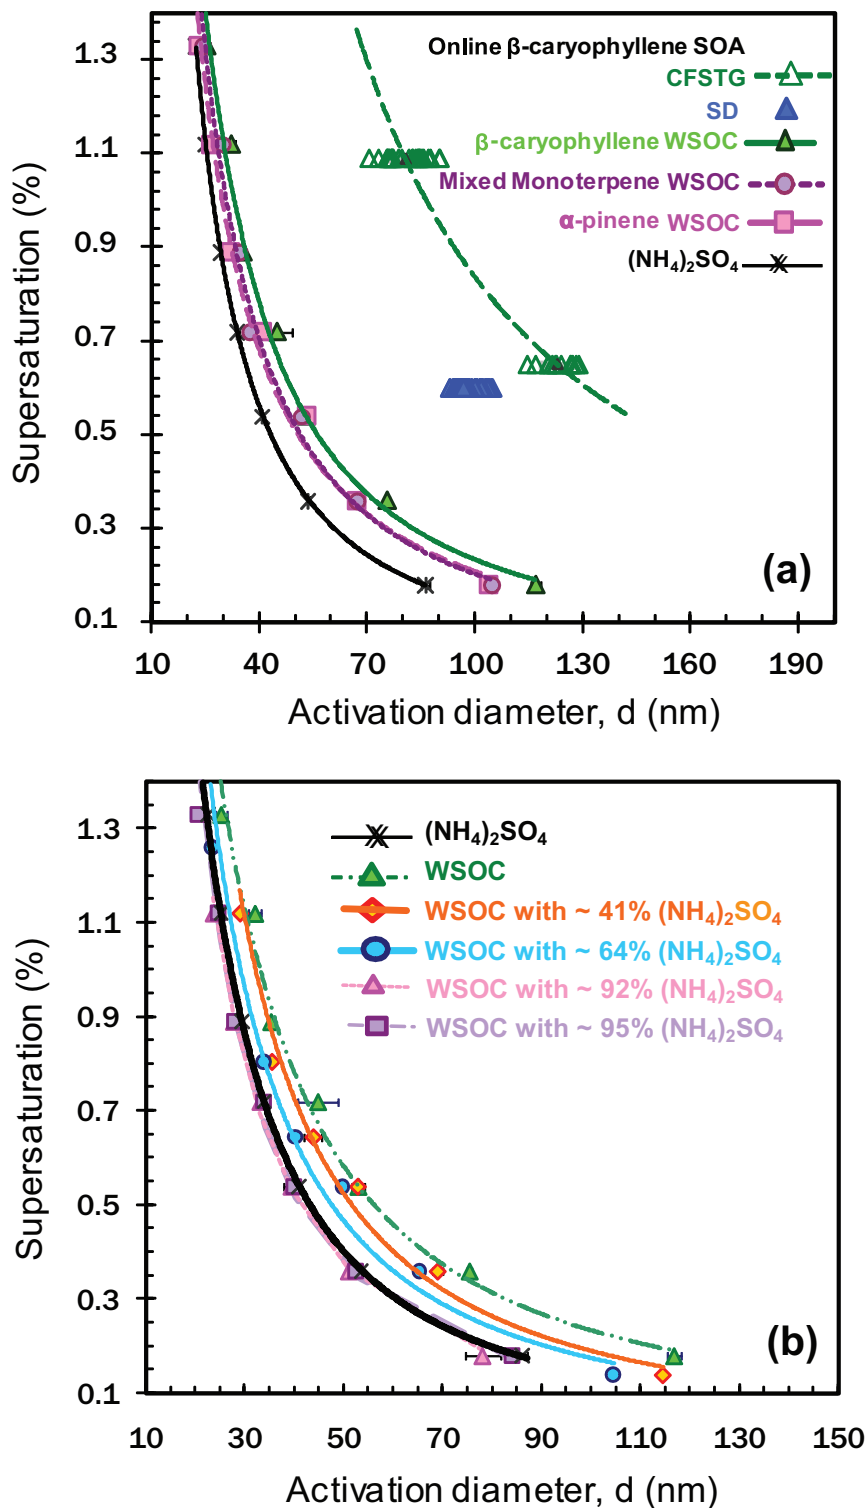 Online β-caryophyllene SOA
CFSTG
SD
β-caryophyllene WSOC
Mixed Monoterpene WSOC
α-pinene WSOC
(NH₄)₂SO₄
Supersaturation (%)
1.3
1.1
0.9
0.7
0.5
0.3
0.1
(a)
10 40 70 100 130 160 190
Activation diameter, d (nm)
(NH₄)₂SO₄
WSOC
WSOC with ~ 41% (NH₄)₂SO₄
WSOC with ~ 64% (NH₄)₂SO₄
WSOC with ~ 92% (NH₄)₂SO₄
WSOC with ~ 95% (NH₄)₂SO₄
Supersaturation (%)
1.3
1.1
0.9
0.7
0.5
0.3
0.1
(b)
10 30 50 70 90 110 130 150
Activation diameter, d (nm)